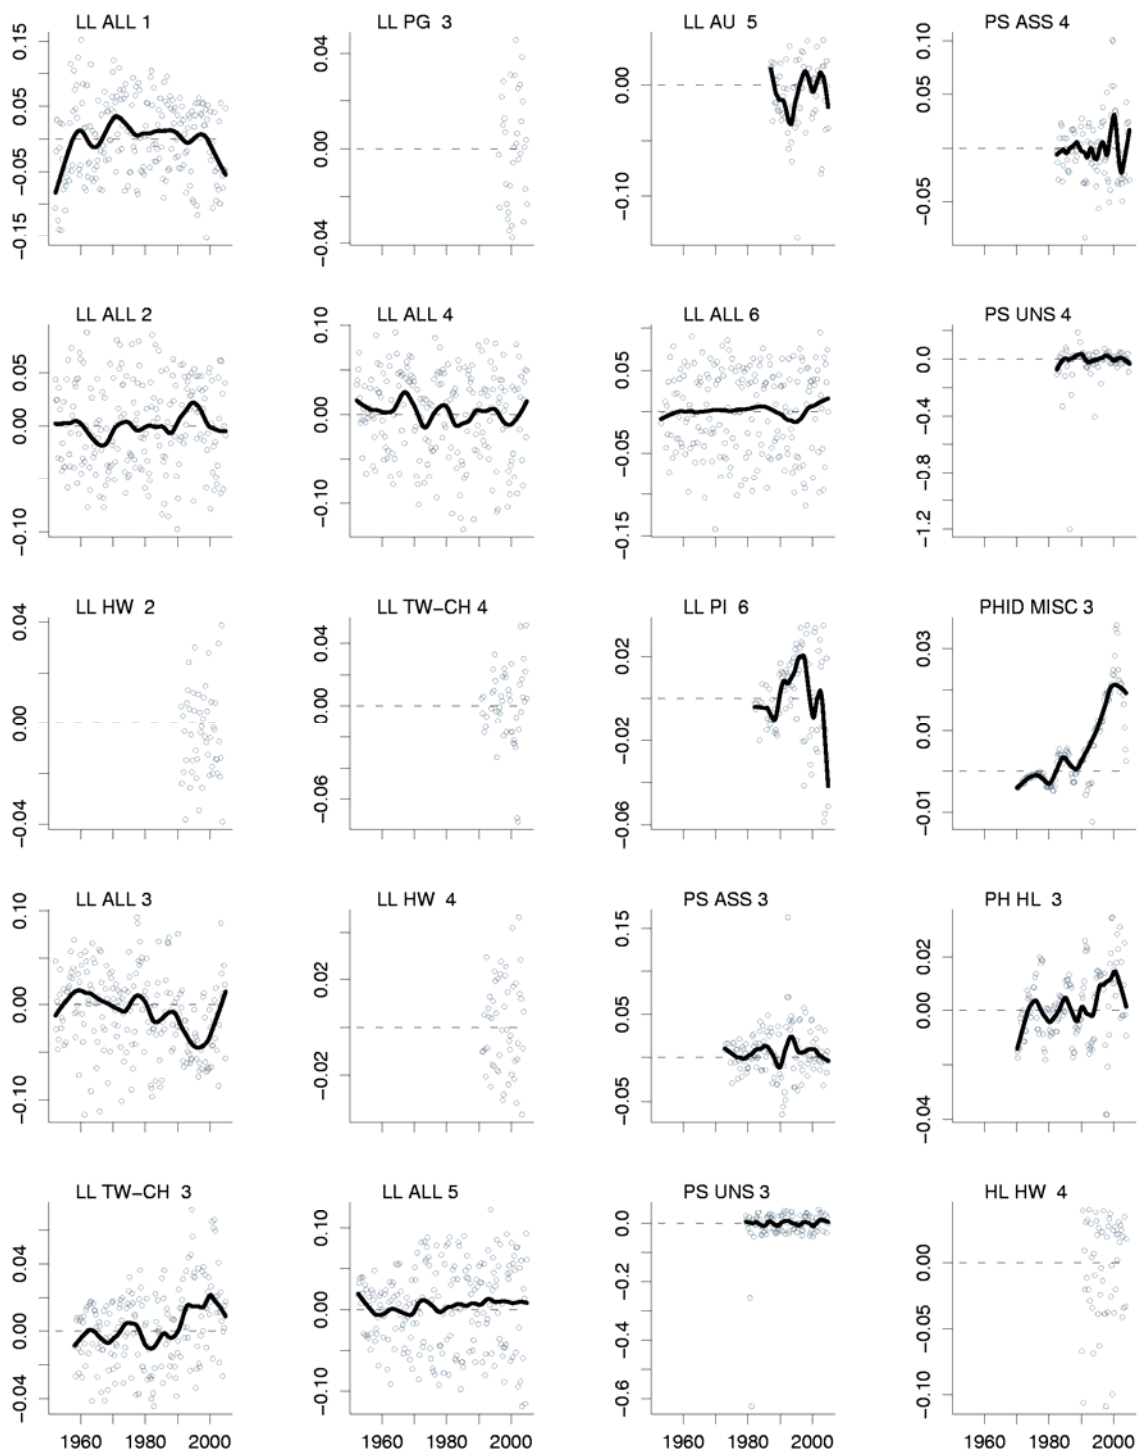 LL ALL 1
−0.15 −0.05 0.05 0.15
LL PG 3
−0.04 0.00 0.04
LL AU 5
−0.10 0.00
PS ASS 4
−0.05 0.05 0.10
LL ALL 2
−0.10 0.00 0.05
LL ALL 4
−0.10 0.00 0.10
LL ALL 6
−0.15 −0.05 0.05
PS UNS 4
−1.2 −0.8 −0.4 0.0
LL HW 2
−0.04 0.00 0.04
LL TW−CH 4
−0.06 0.00 0.04
LL PI 6
−0.06 −0.02 0.02
PHID MISC 3
−0.01 0.01 0.03
LL ALL 3
−0.10 0.00 0.10
LL HW 4
−0.02 0.02
PS ASS 3
−0.05 0.05 0.15
PH HL 3
−0.04 0.00 0.02
LL TW−CH 3
−0.04 0.00 0.04
LL ALL 5
−0.10 0.00 0.10
PS UNS 3
−0.6 −0.4 −0.2 0.0
HL HW 4
−0.10 −0.05 0.00
1960 1980 2000
1960 1980 2000
1960 1980 2000
1960 1980 2000